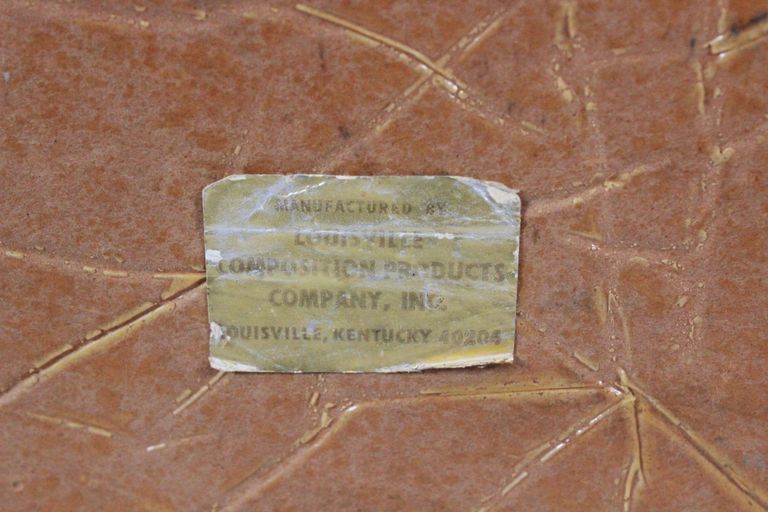 MANUFACTURED BY
LOUISVILLE
COMPOSITION PRODUCTS
COMPANY, INC.
LOUISVILLE, KENTUCKY 40204